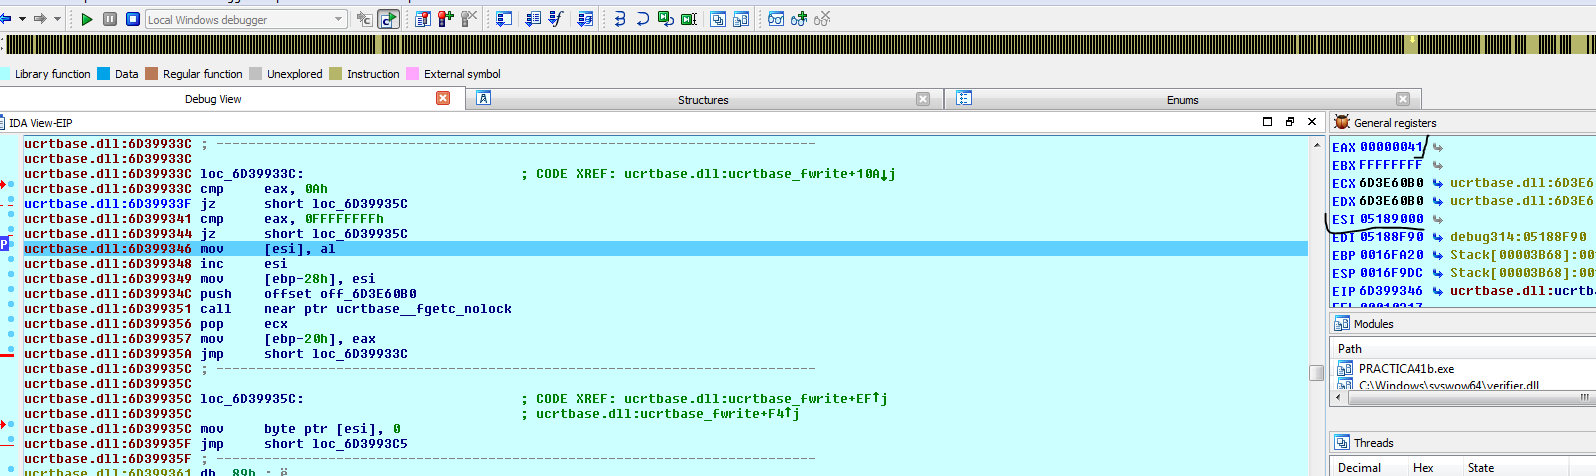 Local Windows debugger
Library function Data Regular function Unexplored Instruction External symbol
Debug View Structures Enums
IDA View-EIP
ucrtbase.dll:6D39933C ; ---------------------------------------------------------------------------
ucrtbase.dll:6D39933C
ucrtbase.dll:6D39933C loc_6D39933C: ; CODE XREF: ucrtbase.dll:ucrtbase_fwrite+10A↓j
ucrtbase.dll:6D39933C cmp eax, 0Ah
ucrtbase.dll:6D39933F jz short loc_6D39935C
ucrtbase.dll:6D399341 cmp eax, 0FFFFFFFFh
ucrtbase.dll:6D399344 jz short loc_6D39935C
ucrtbase.dll:6D399346 mov [esi], al
ucrtbase.dll:6D399348 inc esi
ucrtbase.dll:6D399349 mov [ebp-28h], esi
ucrtbase.dll:6D39934C push offset off_6D3E60B0
ucrtbase.dll:6D399351 call near ptr ucrtbase__fgetc_nolock
ucrtbase.dll:6D399356 pop ecx
ucrtbase.dll:6D399357 mov [ebp-20h], eax
ucrtbase.dll:6D39935A jmp short loc_6D39933C
ucrtbase.dll:6D39935C ; ---------------------------------------------------------------------------
ucrtbase.dll:6D39935C
ucrtbase.dll:6D39935C loc_6D39935C: ; CODE XREF: ucrtbase.dll:ucrtbase_fwrite+EF↑j
ucrtbase.dll:6D39935C ; ucrtbase.dll:ucrtbase_fwrite+F4↑j
ucrtbase.dll:6D39935C mov byte ptr [esi], 0
ucrtbase.dll:6D39935F jmp short loc_6D3993C5
ucrtbase.dll:6D39935F ; ---------------------------------------------------------------------------
ucrtbase.dll:6D399361 db 89h ; ë
General registers
EAX 00000041
EBX FFFFFFFF
ECX 6D3E60B0 ucrtbase.dll:6D3E6
EDX 6D3E60B0 ucrtbase.dll:6D3E6
ESI 05189000
EDI 05188F90 debug314:05188F90
EBP 0016FA20 Stack[00003B68]:00
ESP 0016F9DC Stack[00003B68]:00
EIP 6D399346 ucrtbase.dll:ucrtb
Modules
Path
PRACTICA41b.exe
C:\Windows\syswow64\verifier.dll
Threads
Decimal Hex State